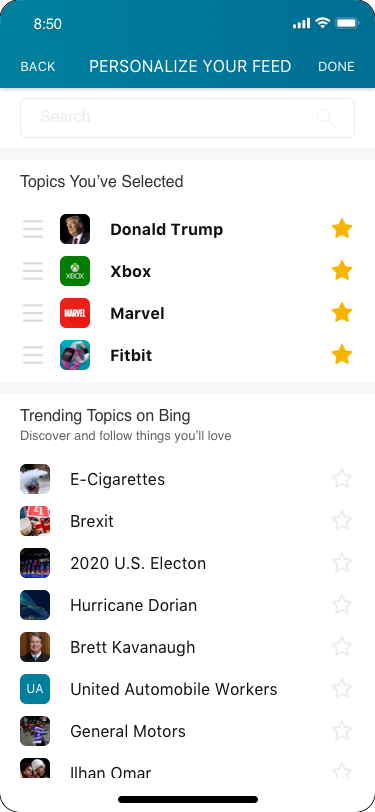 8:50
BACK PERSONALIZE YOUR FEED DONE
Search
Topics You’ve Selected
Donald Trump
XBOX Xbox
MARVEL Marvel
Fitbit
Trending Topics on Bing
Discover and follow things you’ll love
E-Cigarettes
Brexit
2020 U.S. Electon
Hurricane Dorian
Brett Kavanaugh
UA United Automobile Workers
General Motors
Ilhan Omar